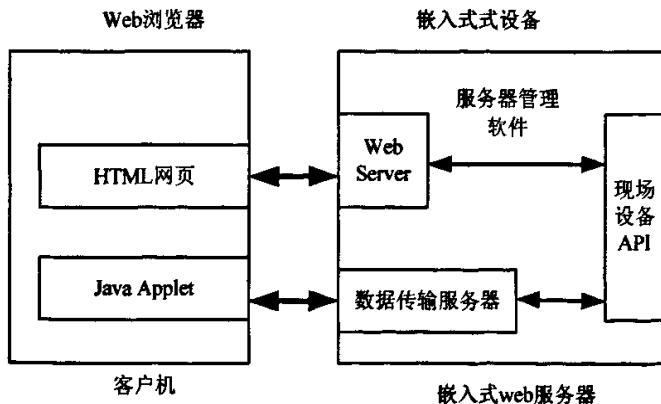 Web浏览器
嵌入式式设备
服务器管理
软件
Web
Server
HTML网页
现场
设备
API
Java Applet
数据传输服务器
客户机
嵌入式web服务器